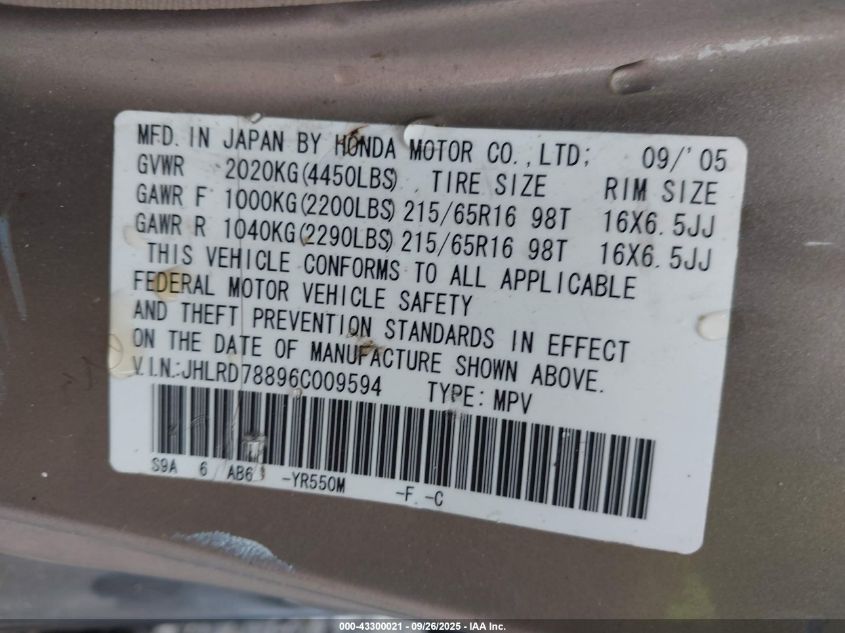 MFD. IN JAPAN BY HONDA MOTOR CO.,LTD; 09/'05
GVWR 2020KG(4450LBS) TIRE SIZE RIM SIZE
GAWR F 1000KG(2200LBS) 215/65R16 98T 16X6.5JJ
GAWR R 1040KG(2290LBS) 215/65R16 98T 16X6.5JJ
THIS VEHICLE CONFORMS TO ALL APPLICABLE
FEDERAL MOTOR VEHICLE SAFETY
AND THEFT PREVENTION STANDARDS IN EFFECT
ON THE DATE OF MANUFACTURE SHOWN ABOVE.
V.I.N.:JHLRD78896C009594 TYPE: MPV
S9A 6 AB6 -YR550M -F -C
000-43300021 - 09/26/2025 - IAA, Inc.